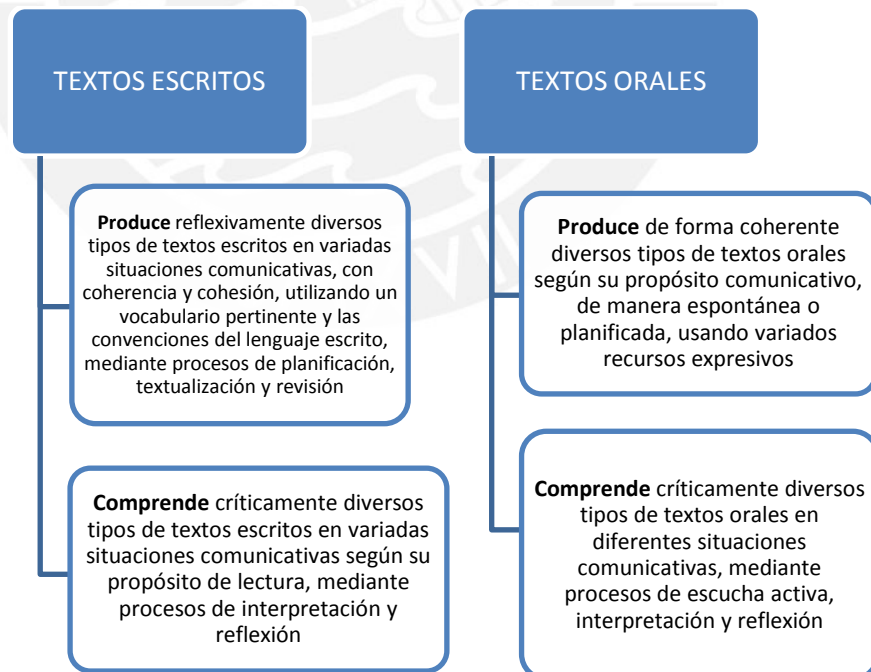 TEXTOS ESCRITOS
Produce reflexivamente diversos
tipos de textos escritos en variadas
situaciones comunicativas, con
coherencia y cohesión, utilizando un
vocabulario pertinente y las
convenciones del lenguaje escrito,
mediante procesos de planificación,
textualización y revisión
Comprende críticamente diversos
tipos de textos escritos en variadas
situaciones comunicativas según su
propósito de lectura, mediante
procesos de interpretación y
reflexión
TEXTOS ORALES
Produce de forma coherente
diversos tipos de textos orales
según su propósito comunicativo,
de manera espontánea o
planificada, usando variados
recursos expresivos
Comprende críticamente diversos
tipos de textos orales en
diferentes situaciones
comunicativas, mediante
procesos de escucha activa,
interpretación y reflexión